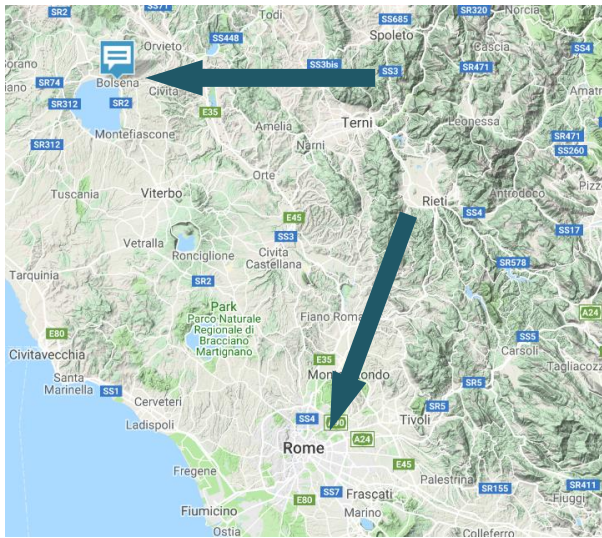 SR2
SS71
Todi
SS685
SR320
Norcia
Orvieto
SS448
Spoleto
Cascia
SS4
Sorano
SR74
Bolsena
SS3bis
SS3
SR471
SR312
SR2
Civita
E35
Amelia
Terni
Leonessa
Montefiascone
Narni
SR471
SS260
SR312
Orte
Tuscania
Viterbo
Rieti
Antrodoco
E45
SS4
SS3
SS17
Vetralla
Ronciglione
Civita
Castellana
SR578
Tarquinia
SR2
Park
Parco Naturale
Regionale di
Bracciano
Martignano
Fiano Roma
A24
E80
SS5
Carsoli
Civitavecchia
E35
Tagliacozz
Santa
Marinella
SS1
SR5
Cerveteri
SR5
Ladispoli
SS4
Tivoli
A24
Rome
E45
Fregene
Palestrina
SS7
Frascati
SR155
SR411
E80
Fiuggi
Fiumicino
Marino
Ostia
Colleferro